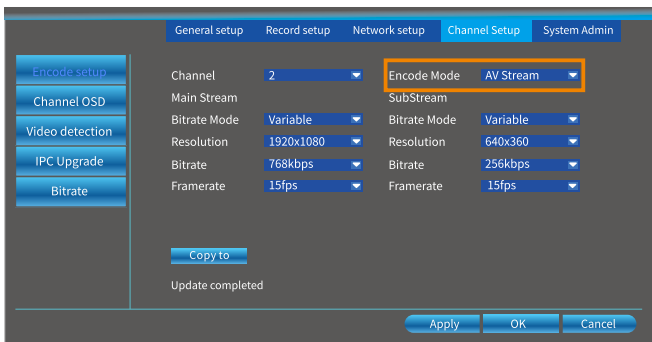 General setup Record setup Network setup Channel Setup System Admin
Encode setup
Channel OSD
Video detection
IPC Upgrade
Bitrate
Channel 2 Encode Mode AV Stream
Main Stream SubStream
Bitrate Mode Variable Bitrate Mode Variable
Resolution 1920x1080 Resolution 640x360
Bitrate 768kbps Bitrate 256kbps
Framerate 15fps Framerate 15fps
Copy to
Update completed
Apply OK Cancel